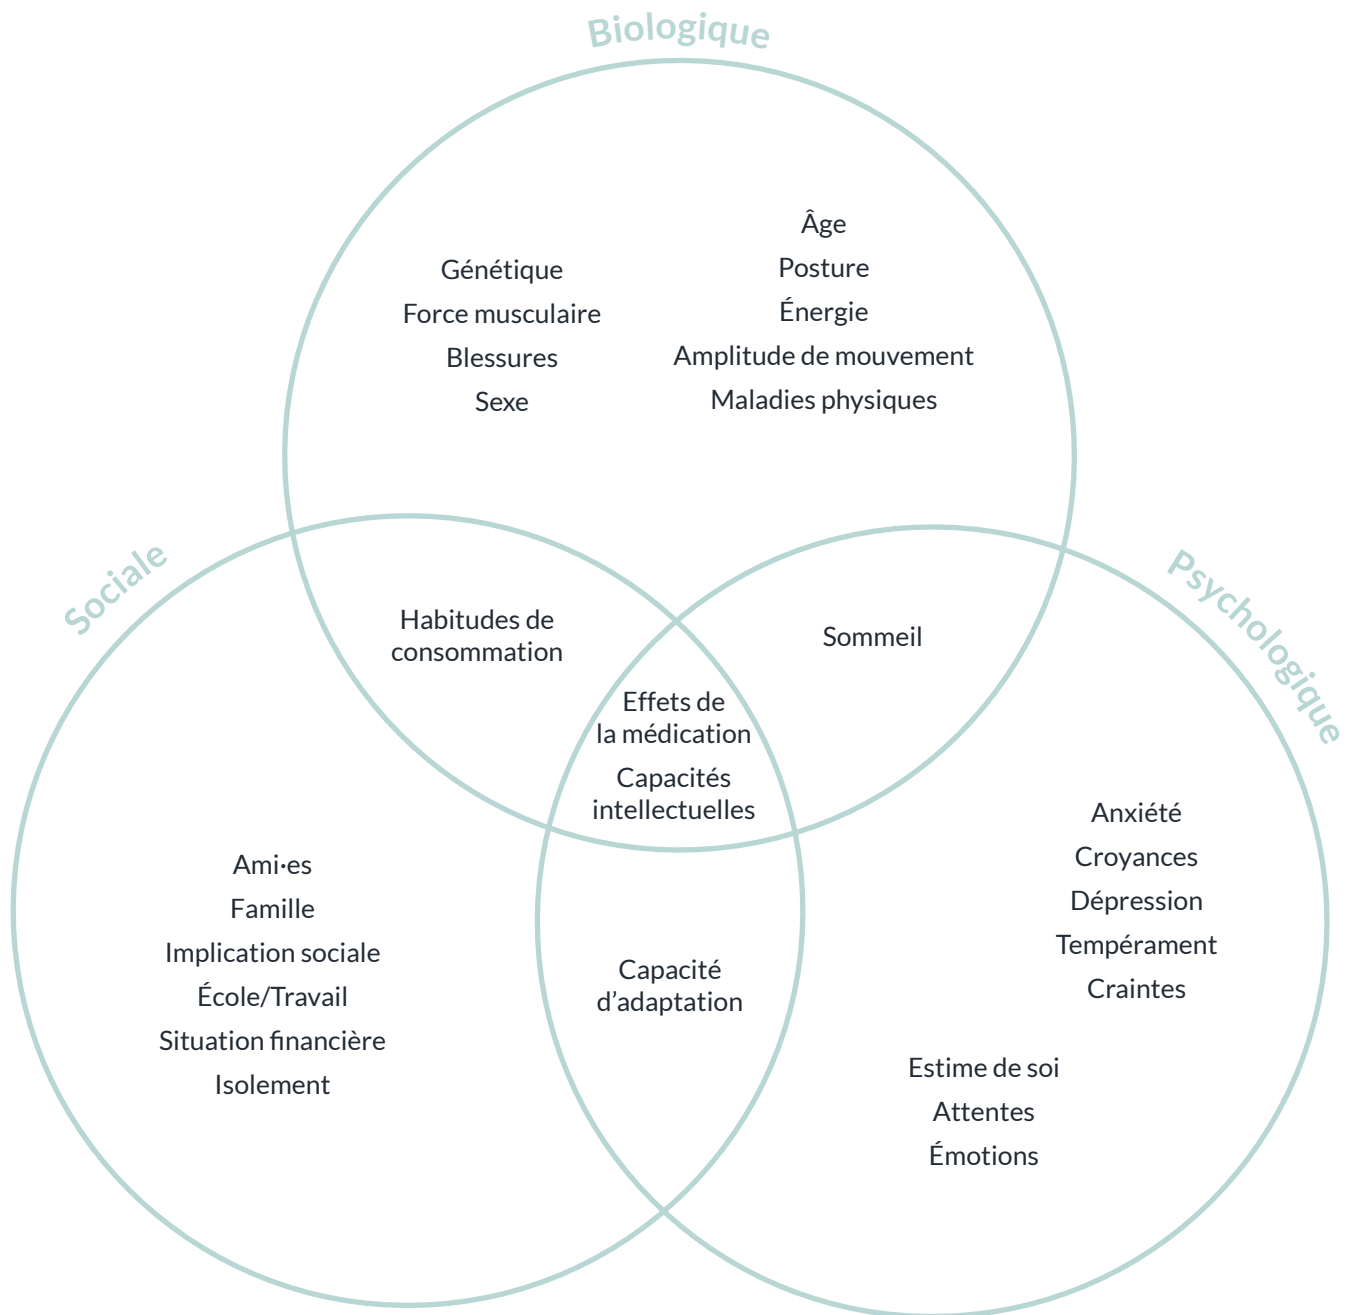 Biologique
Génétique
Force musculaire
Blessures
Sexe
Âge
Posture
Énergie
Amplitude de mouvement
Maladies physiques
Sociale
Psychologique
Habitudes de
consommation
Sommeil
Effets de
la médication
Capacités
intellectuelles
Ami·es
Famille
Implication sociale
École/Travail
Situation financière
Isolement
Capacité
d’adaptation
Anxiété
Croyances
Dépression
Tempérament
Craintes
Estime de soi
Attentes
Émotions